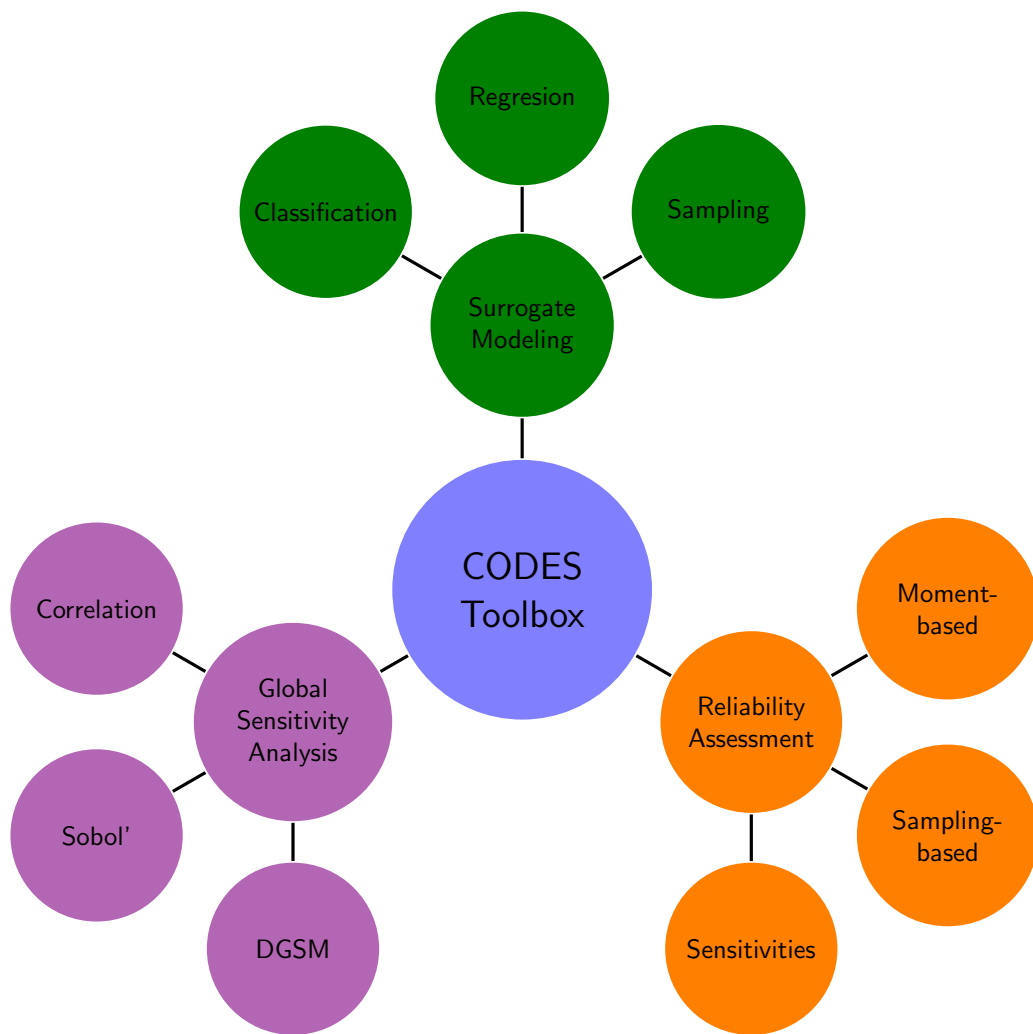 Regresion
Classification
Sampling
Surrogate
Modeling
CODES
Toolbox
Correlation
Global
Sensitivity
Analysis
Sobol'
DGSM
Moment-
based
Reliability
Assessment
Sampling-
based
Sensitivities